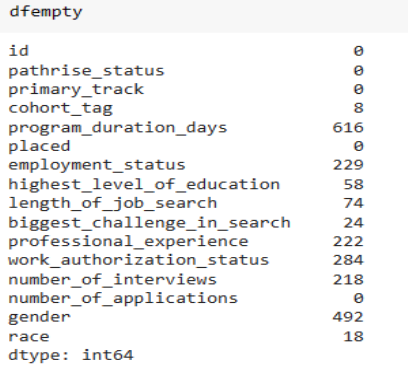 dfempty
id 0
pathrise_status 0
primary_track 0
cohort_tag 8
program_duration_days 616
placed 0
employment_status 229
highest_level_of_education 58
length_of_job_search 74
biggest_challenge_in_search 24
professional_experience 222
work_authorization_status 284
number_of_interviews 218
number_of_applications 0
gender 492
race 18
dtype: int64